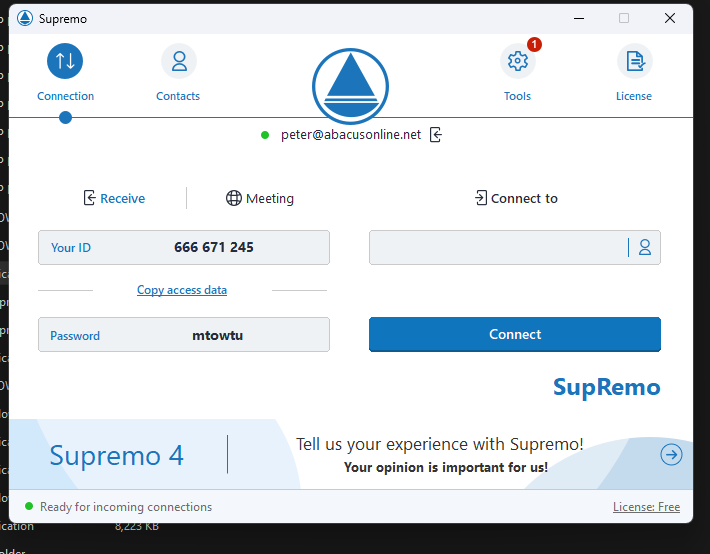 Supremo
1
Connection
Contacts
Tools
License
peter@abacusonline.net
Receive
Meeting
Connect to
Your ID 666 671 245
Copy access data
Password mtowtu
Connect
SupRemo
Supremo 4
Tell us your experience with Supremo!
Your opinion is important for us!
Ready for incoming connections
License: Free
8,223 KB